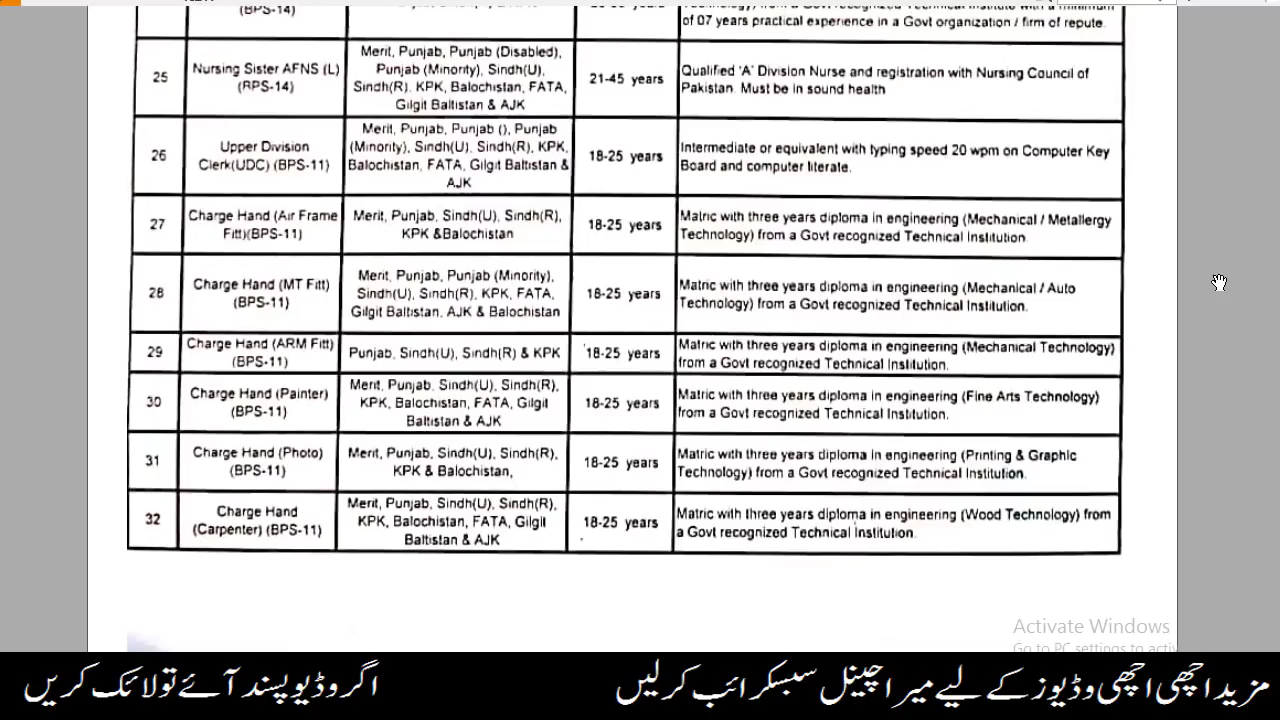 (BPS-14)
of 07 years practical experience in a Govt organization / firm of repute.
25
Nursing Sister AFNS (L)
(BPS-14)
Merit, Punjab, Punjab (Disabled),
Punjab (Minority), Sindh(U),
Sindh(R). KPK, Balochistan, FATA,
Gilgit Baltistan & AJK
21-45 years
Qualified 'A' Division Nurse and registration with Nursing Council of
Pakistan. Must be in sound health
26
Upper Division
Clerk(UDC) (BPS-11)
Merit, Punjab, Punjab (), Punjab
(Minority), Sindh(U), Sindh(R), KPK,
Balochistan, FATA, Gilgit Baltistan &
AJK
18-25 years
Intermediate or equivalent with typing speed 20 wpm on Computer Key
Board and computer literate.
27
Charge Hand (Air Frame
Fitt)(BPS-11)
Merit, Punjab, Sindh(U), Sindh(R),
KPK &Balochistan
18-25 years
Matric with three years diploma in engineering (Mechanical / Metallergy
Technology) from a Govt recognized Technical Institution
28
Charge Hand (MT Fitt)
(BPS-11)
Merit, Punjab, Punjab (Minority),
Sindh(U), Sindh(R), KPK, FATA,
Gilgit Baltistan, AJK & Balochistan
18-25 years
Matric with three years diploma in engineering (Mechanical / Auto
Technology) from a Govt recognized Technical Institution.
29
Charge Hand (ARM Fitt)
(BPS-11)
Punjab, Sindh(U), Sindh(R) & KPK
18-25 years
Matric with three years diploma in engineering (Mechanical Technology)
from a Govt recognized Technical Institution.
30
Charge Hand (Painter)
(BPS-11)
Merit, Punjab, Sindh(U), Sindh(R),
KPK, Balochistan, FATA, Gilgit
Baltistan & AJK
18-25 years
Matric with three years diploma in engineering (Fine Arts Technology)
from a Govt recognized Technical Institution.
31
Charge Hand (Photo)
(BPS-11)
Merit, Punjab, Sindh(U), Sindh(R),
KPK & Balochistan,
18-25 years
Matric with three years diploma in engineering (Printing & Graphic
Technology) from a Govt recognized Technical Institution.
32
Charge Hand
(Carpenter) (BPS-11)
Merit, Punjab, Sindh(U), Sindh(R),
KPK, Balochistan, FATA, Gilgit
Baltistan & AJK
18-25 years
Matric with three years diploma in engineering (Wood Technology) from
a Govt recognized Technical Institution.
Activate Windows
Go to PC settings to
مزید اچھی اچھی وڈیوز کے لیے میرا چینل سبسکرائب کر لیں
اگر وڈیو پسند آئے تو لائک کریں